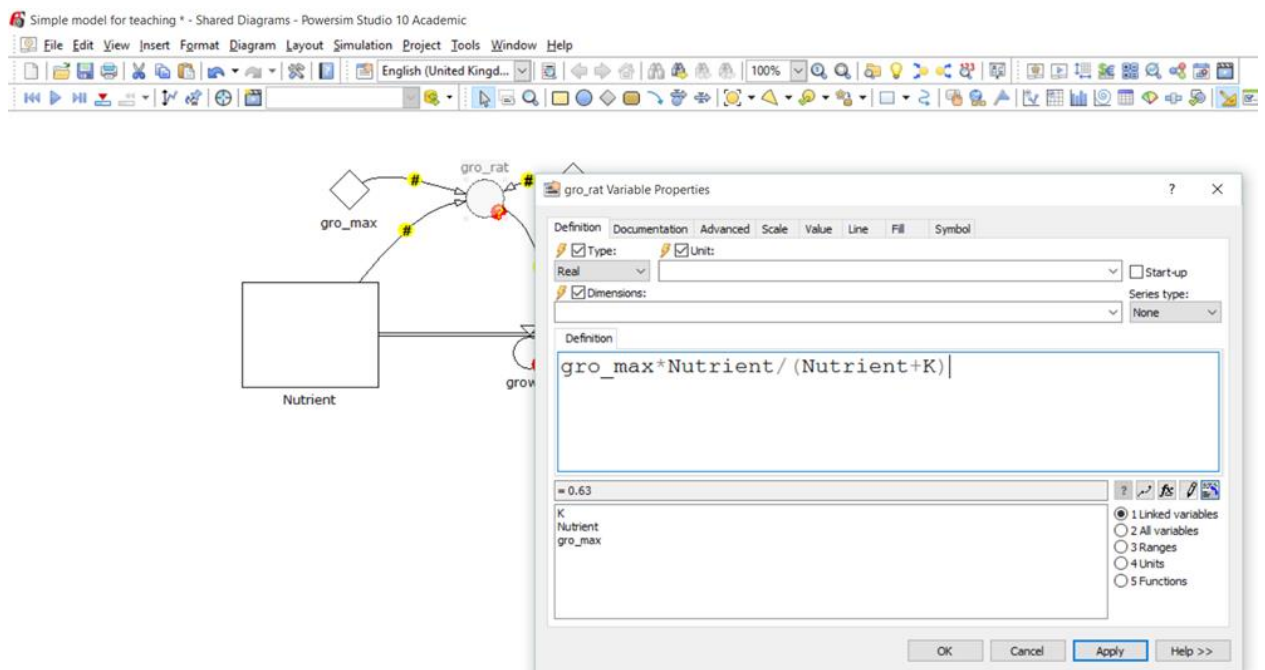 Simple model for teaching * - Shared Diagrams - Powersim Studio 10 Academic
File Edit View Insert Format Diagram Layout Simulation Project Tools Window Help
English (United Kingd... 100%
gro_rat
#
#
gro_max
#
Nutrient
grow
gro_rat Variable Properties ? ×
Definition Documentation Advanced Scale Value Line Fill Symbol
Type: Unit:
Real Start-up
Dimensions: Series type:
None
Definition
gro_max*Nutrient/(Nutrient+K)
= 0.63 ? fx
K
Nutrient
gro_max
1 Linked variables
2 All variables
3 Ranges
4 Units
5 Functions
OK Cancel Apply Help >>